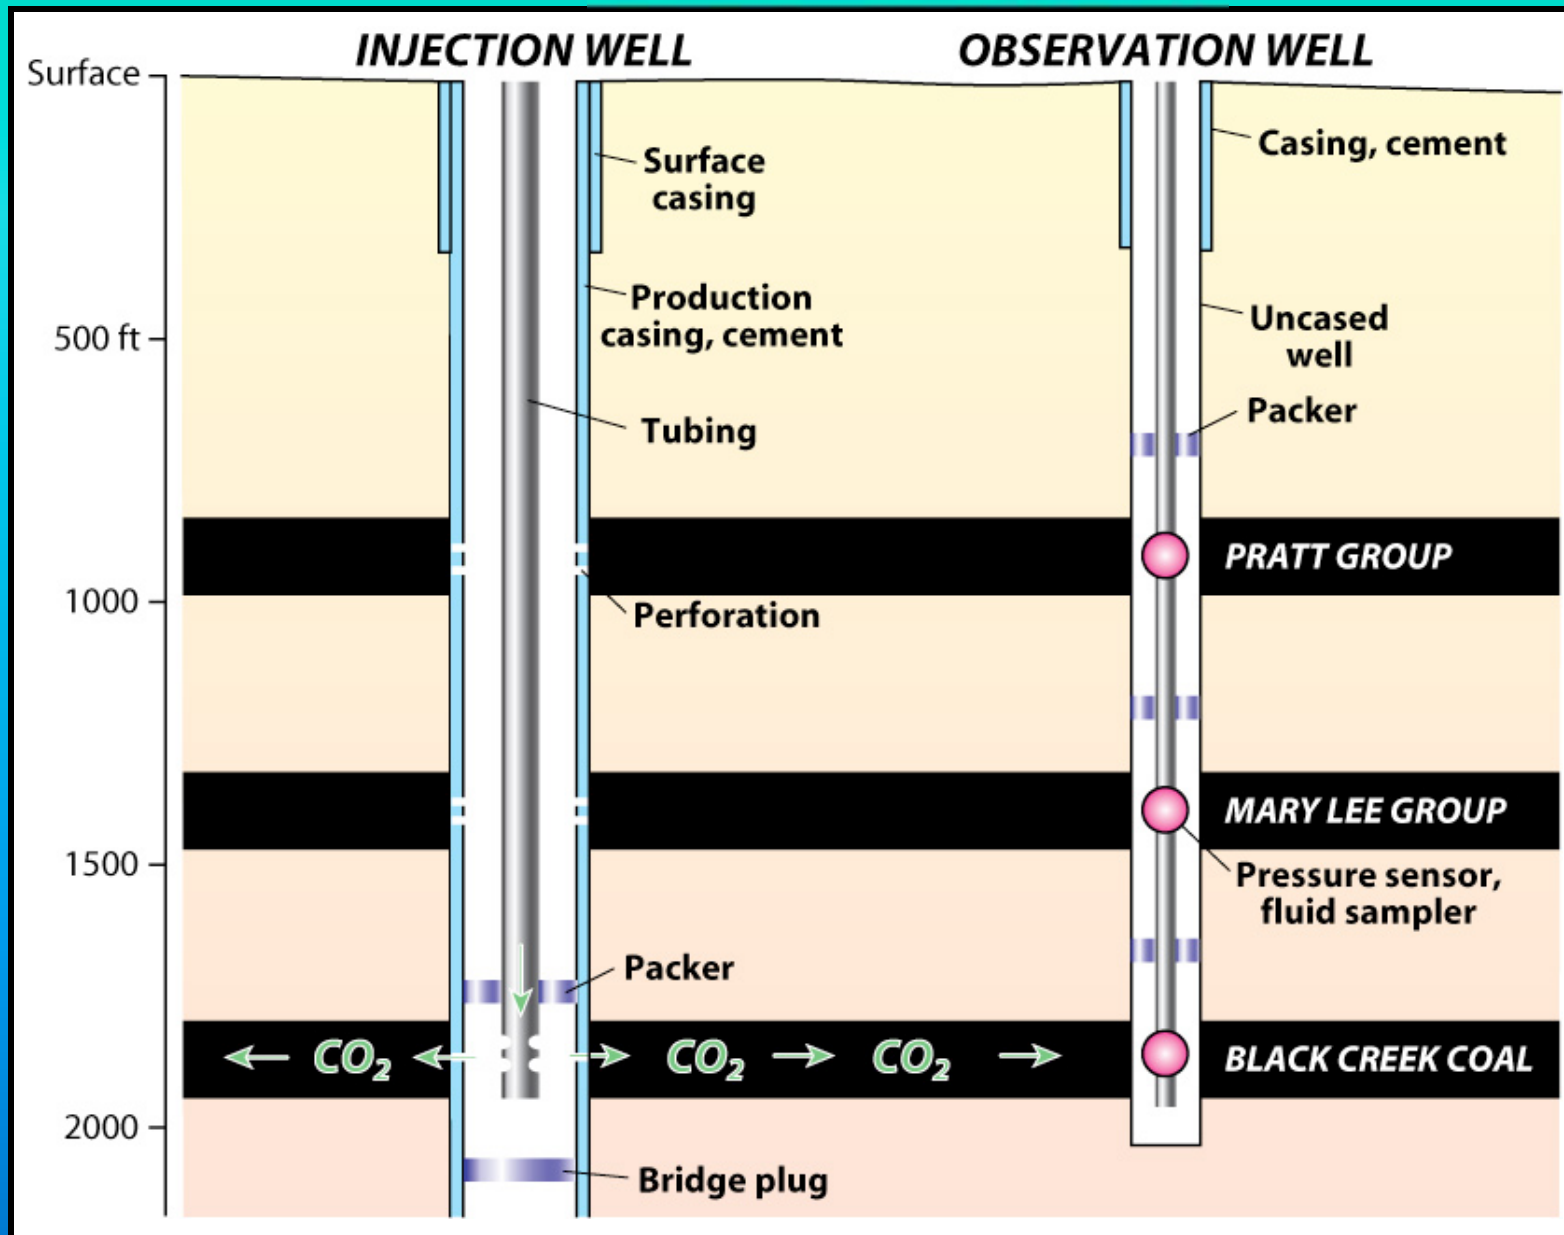 INJECTION WELL
OBSERVATION WELL
Surface
Casing, cement
Surface
casing
Production
casing, cement
Uncased
well
500 ft
Packer
Tubing
PRATT GROUP
1000
Perforation
MARY LEE GROUP
1500
Pressure sensor,
fluid sampler
Packer
CO₂
CO₂
CO₂
BLACK CREEK COAL
2000
Bridge plug